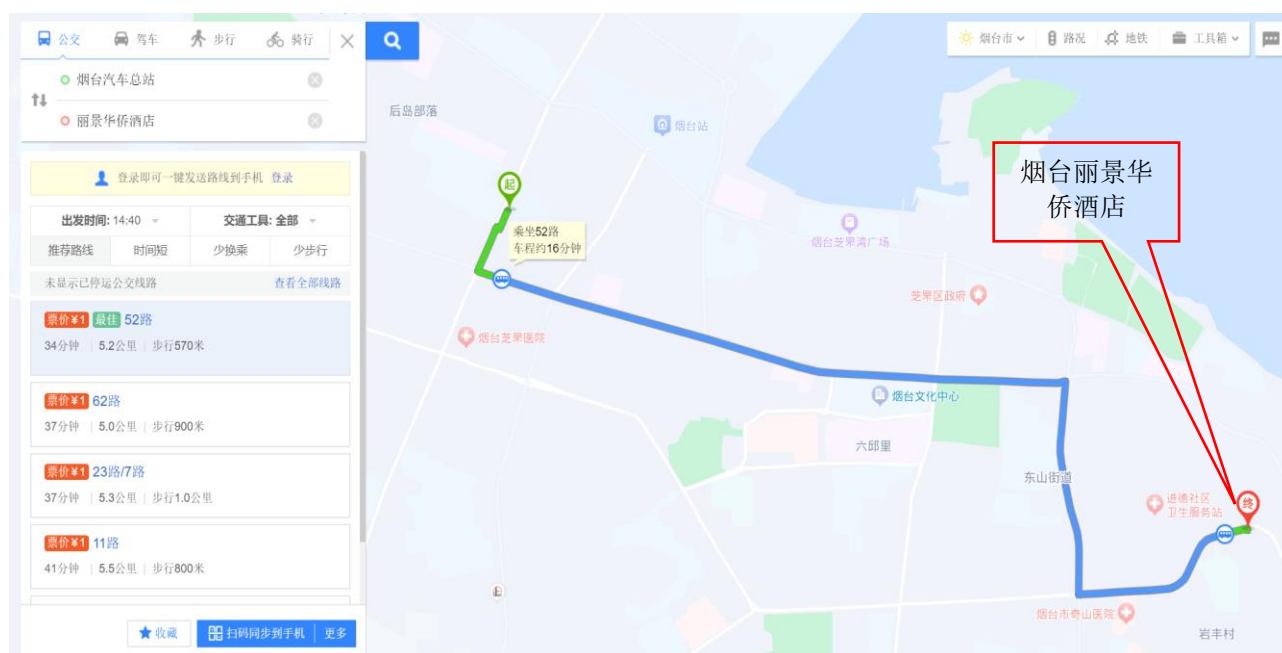 公交 驾车 步行 骑行
烟台汽车总站
丽景华侨酒店
登录即可一键发送路线到手机 登录
出发时间: 14:40 交通工具: 全部
推荐路线 时间短 少换乘 少步行
未显示已停运公交线路 查看全部线路
票价¥1 最佳 52路
34分钟 | 5.2公里 | 步行570米
票价¥1 62路
37分钟 | 5.0公里 | 步行900米
票价¥1 23路/7路
37分钟 | 5.3公里 | 步行1.0公里
票价¥1 11路
41分钟 | 5.5公里 | 步行800米
收藏 扫码同步到手机 | 更多
烟台市 路况 地铁 工具箱
后岛部落
烟台站
起
乘坐52路
车程约16分钟
烟台芝罘湾广场
烟台丽景华
侨酒店
芝罘区政府
烟台芝罘医院
烟台文化中心
六邱里
东山街道
进德社区
卫生服务站
终
烟台市奇山医院
岩丰村